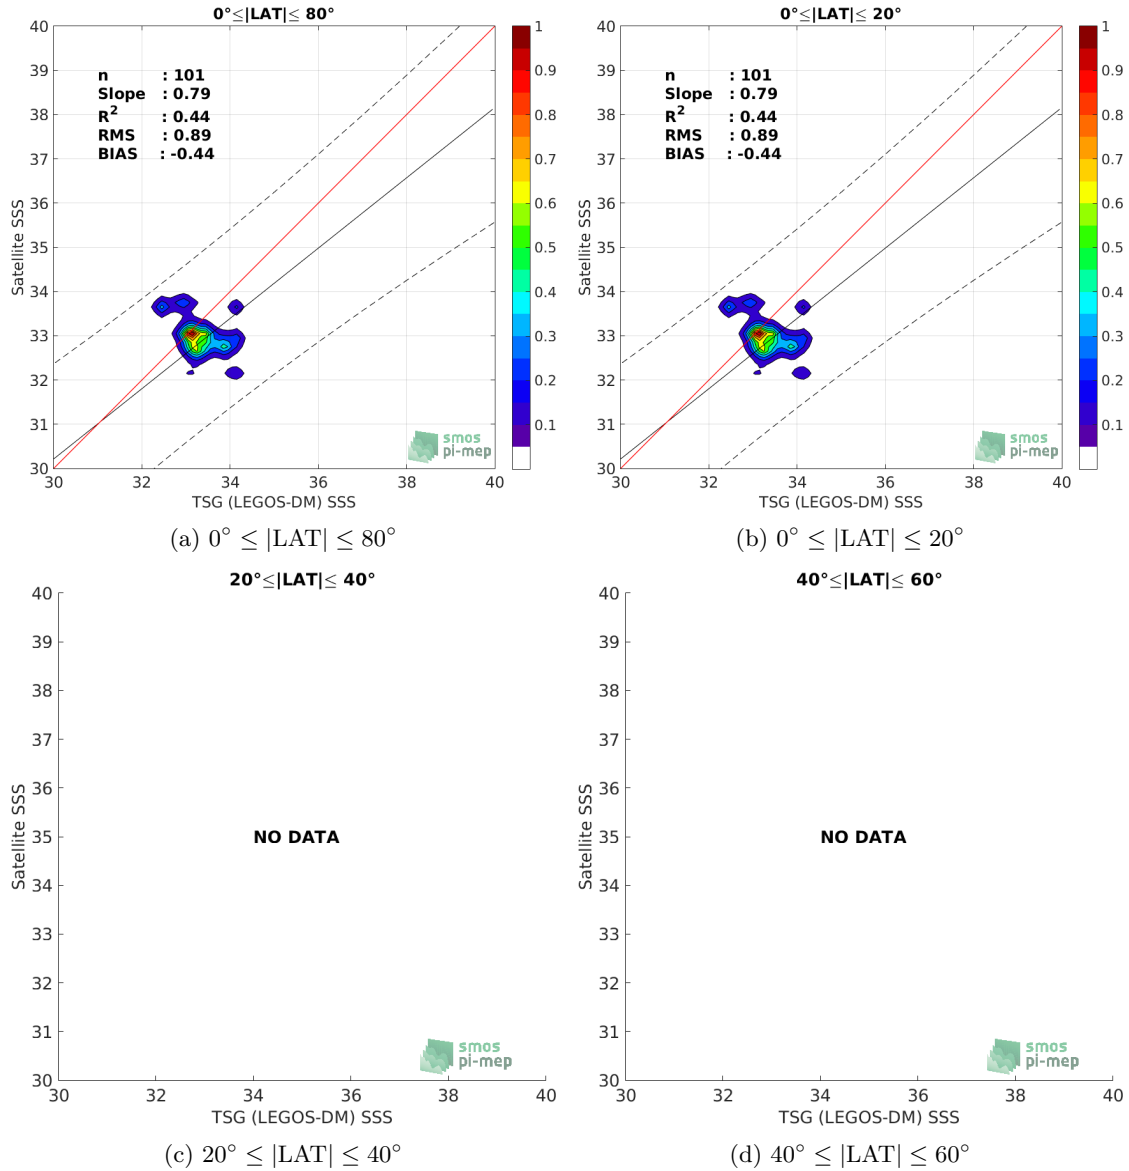 0°≤|LAT|≤ 80°
40
39
38
37
36
35
34
33
32
31
30
Satellite SSS
n : 101
Slope : 0.79
R² : 0.44
RMS : 0.89
BIAS : -0.44
smos
pi-mep
30 32 34 36 38 40
TSG (LEGOS-DM) SSS
1
0.9
0.8
0.7
0.6
0.5
0.4
0.3
0.2
0.1
(a) 0° ≤ |LAT| ≤ 80°
0°≤|LAT|≤ 20°
40
39
38
37
36
35
34
33
32
31
30
Satellite SSS
n : 101
Slope : 0.79
R² : 0.44
RMS : 0.89
BIAS : -0.44
smos
pi-mep
30 32 34 36 38 40
TSG (LEGOS-DM) SSS
1
0.9
0.8
0.7
0.6
0.5
0.4
0.3
0.2
0.1
(b) 0° ≤ |LAT| ≤ 20°
20°≤|LAT|≤ 40°
40
39
38
37
36
35
34
33
32
31
30
Satellite SSS
NO DATA
smos
pi-mep
30 32 34 36 38 40
TSG (LEGOS-DM) SSS
(c) 20° ≤ |LAT| ≤ 40°
40°≤|LAT|≤ 60°
40
39
38
37
36
35
34
33
32
31
30
Satellite SSS
NO DATA
smos
pi-mep
30 32 34 36 38 40
TSG (LEGOS-DM) SSS
(d) 40° ≤ |LAT| ≤ 60°